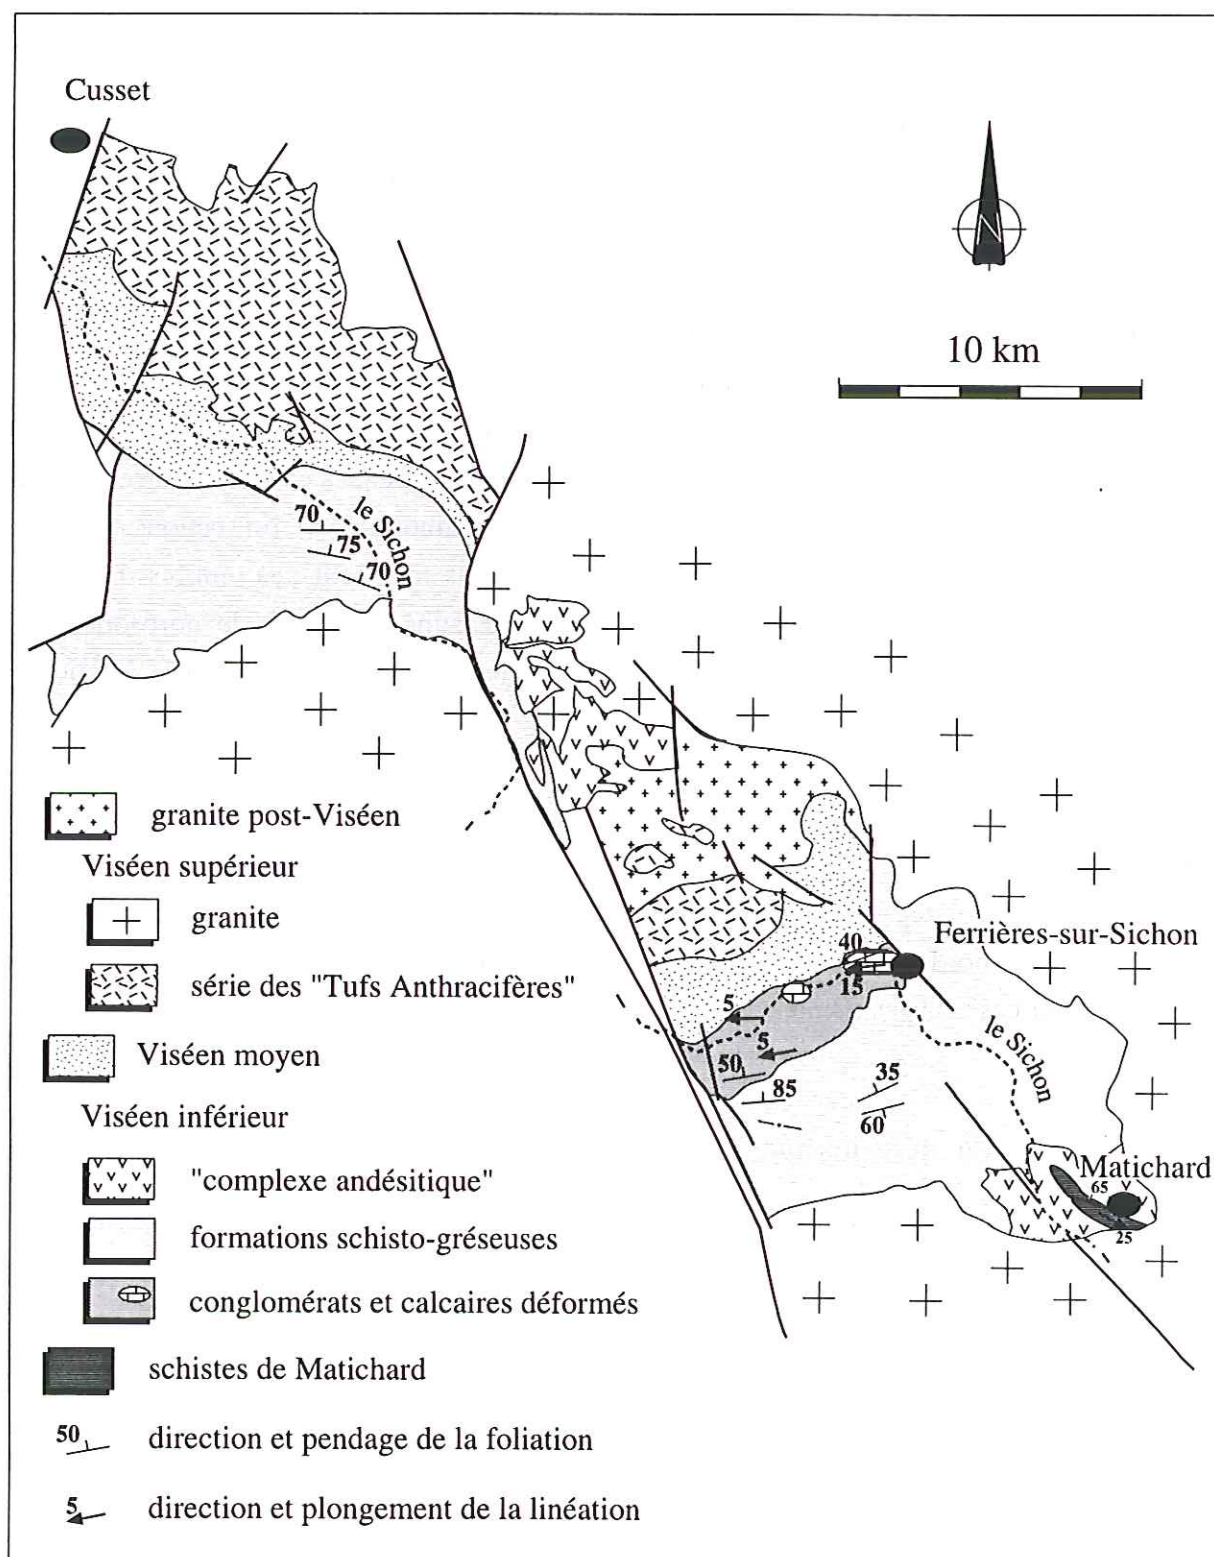 Cusset
N
10 km
le Sichon
70
75
70
granite post-Viséen
Viséen supérieur
granite
série des "Tufs Anthracifères"
Viséen moyen
Viséen inférieur
"complexe andésitique"
formations schisto-gréseuses
conglomérats et calcaires déformés
schistes de Matichard
50
direction et pendage de la foliation
5
direction et plongement de la linéation
Ferrières-sur-Sichon
40
15
5
5
50
85
35
60
le Sichon
Matichard
65
25